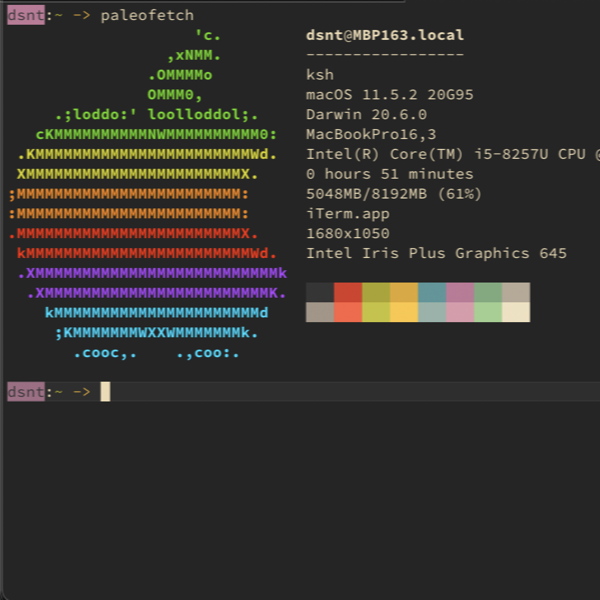 dsnt:~ -> paleofetch
'c.
,xNMM.
.OMMMMo
OMMM0,
.;loddo:' loolloddol;.
cKMMMMMMMMMMNWMMMMMMMMMM0:
.KMMMMMMMMMMMMMMMMMMMMMMMWd.
XMMMMMMMMMMMMMMMMMMMMMMMX.
;MMMMMMMMMMMMMMMMMMMMMMMM:
:MMMMMMMMMMMMMMMMMMMMMMMM:
.MMMMMMMMMMMMMMMMMMMMMMMMX.
kMMMMMMMMMMMMMMMMMMMMMMMMWd.
.XMMMMMMMMMMMMMMMMMMMMMMMMMMk
.XMMMMMMMMMMMMMMMMMMMMMMMMK.
kMMMMMMMMMMMMMMMMMMMMMMd
;KMMMMMMMWXXWMMMMMMMk.
.cooc,.    .,coo:.
dsnt@MBP163.local
-----------------
ksh
macOS 11.5.2 20G95
Darwin 20.6.0
MacBookPro16,3
Intel(R) Core(TM) i5-8257U CPU @
0 hours 51 minutes
5048MB/8192MB (61%)
iTerm.app
1680x1050
Intel Iris Plus Graphics 645
dsnt:~ ->